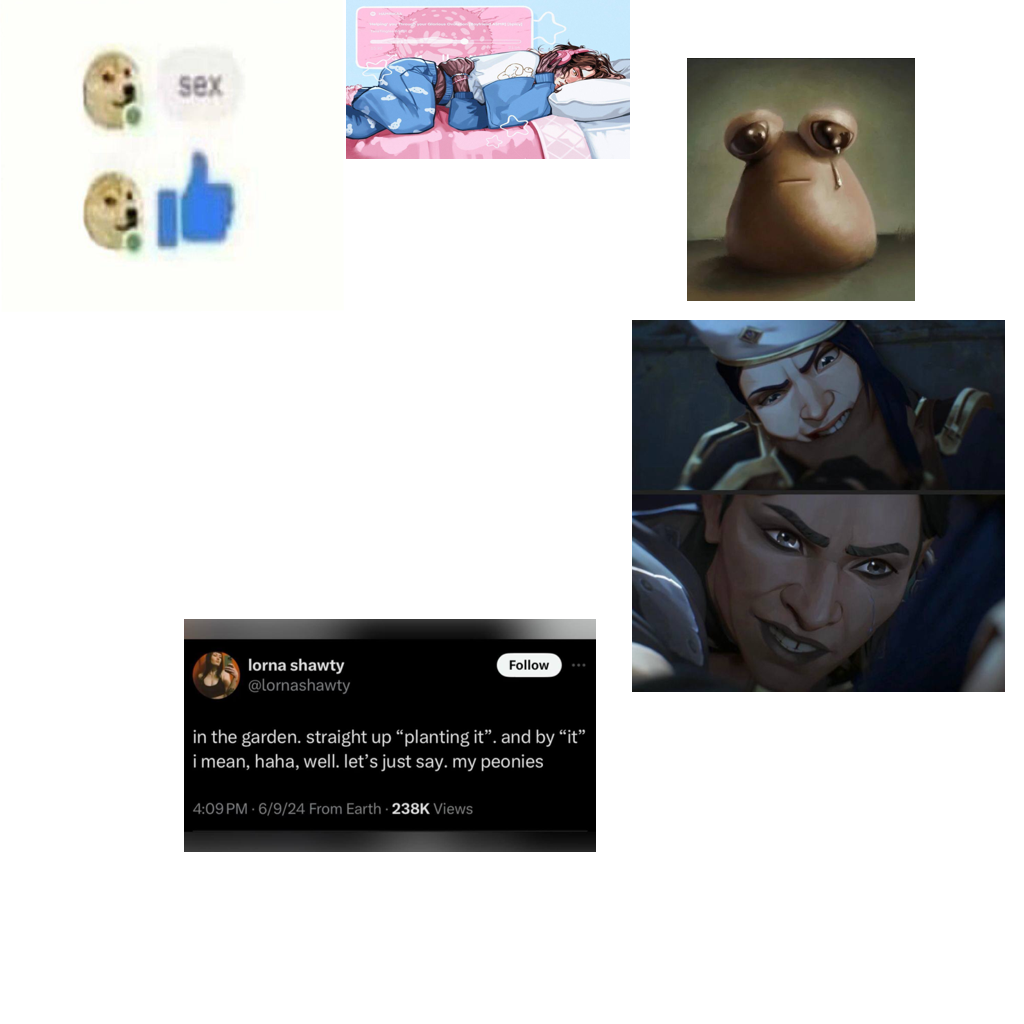 sex
lorna shawty
Follow
@lornashawty
in the garden. straight up “planting it”. and by “it”
i mean, haha, well. let’s just say. my peonies
4:09 PM · 6/9/24 From Earth · 238K Views